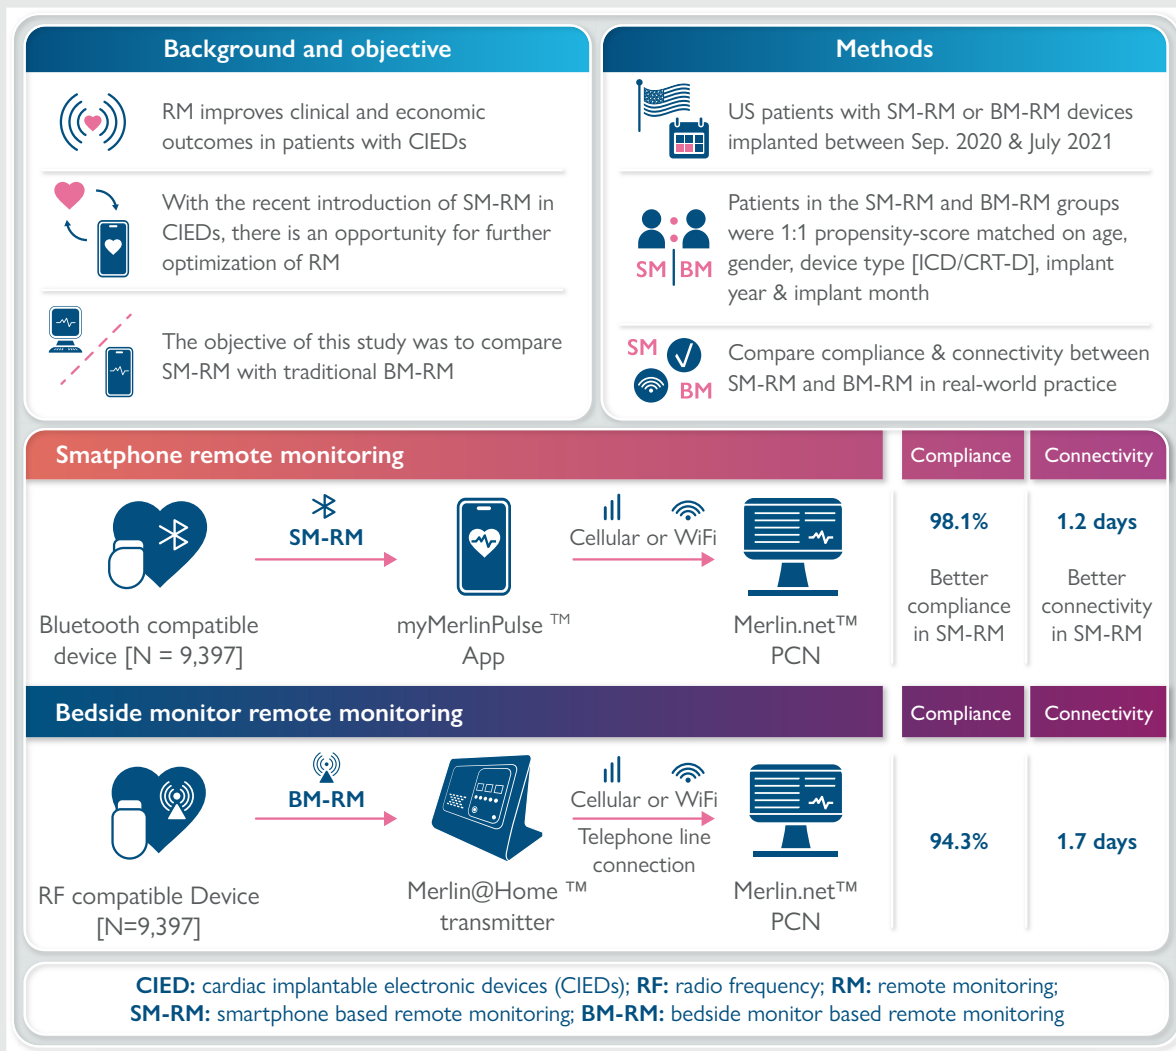 Background and objective
RM improves clinical and economic
outcomes in patients with CIEDs
With the recent introduction of SM-RM in
CIEDs, there is an opportunity for further
optimization of RM
The objective of this study was to compare
SM-RM with traditional BM-RM
Methods
US patients with SM-RM or BM-RM devices
implanted between Sep. 2020 & July 2021
SM BM
Patients in the SM-RM and BM-RM groups
were 1:1 propensity-score matched on age,
gender, device type [ICD/CRT-D], implant
year & implant month
SM
BM
Compare compliance & connectivity between
SM-RM and BM-RM in real-world practice
Smatphone remote monitoring
Compliance
Connectivity
SM-RM
Cellular or WiFi
Bluetooth compatible
device [N = 9,397]
myMerlinPulse ™
App
Merlin.net™
PCN
98.1%
Better
compliance
in SM-RM
1.2 days
Better
connectivity
in SM-RM
Bedside monitor remote monitoring
Compliance
Connectivity
BM-RM
Cellular or WiFi
Telephone line
connection
RF compatible Device
[N=9,397]
Merlin@Home ™
transmitter
Merlin.net™
PCN
94.3%
1.7 days
CIED: cardiac implantable electronic devices (CIEDs); RF: radio frequency; RM: remote monitoring;
SM-RM: smartphone based remote monitoring; BM-RM: bedside monitor based remote monitoring